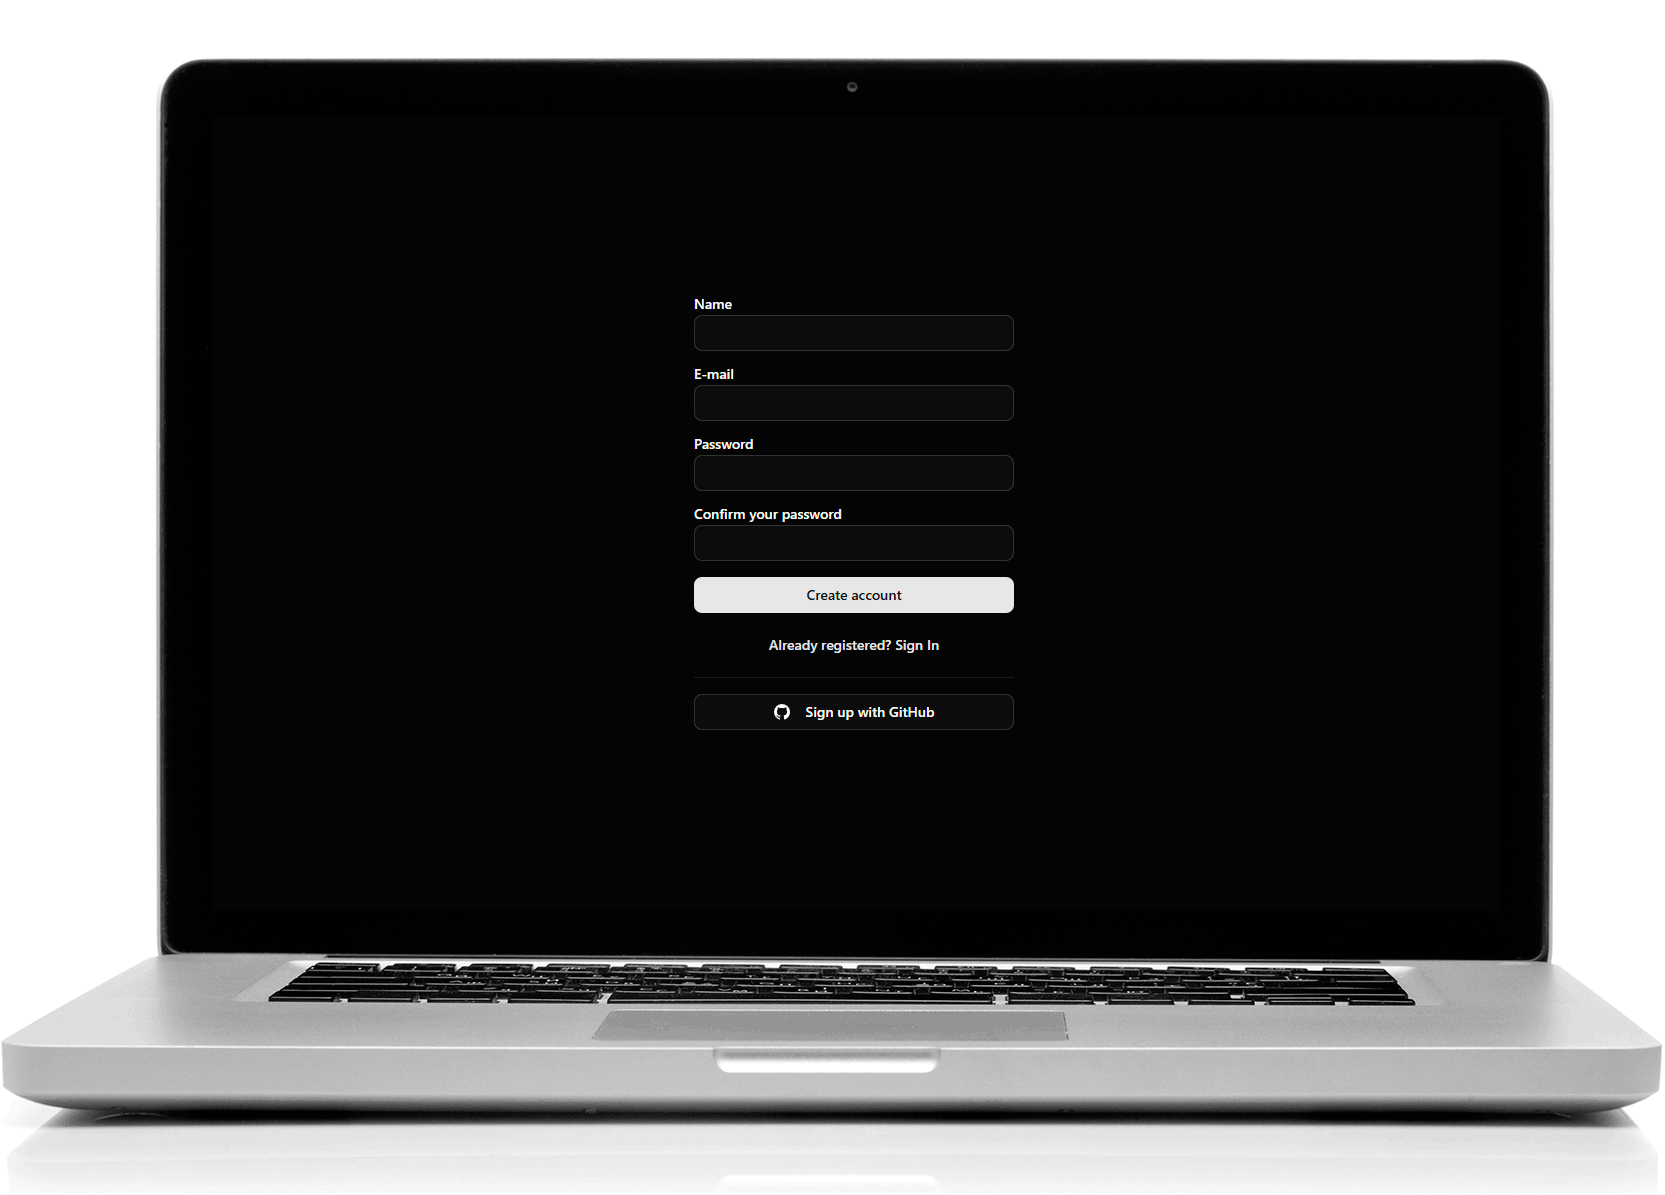 Name
E-mail
Password
Confirm your password
Create account
Already registered? Sign In
Sign up with GitHub